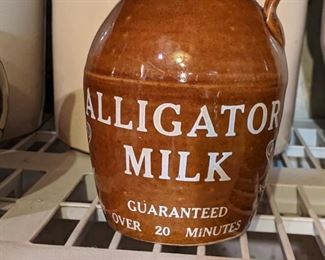 ALLIGATOR
MILK
GUARANTEED
OVER 20 MINUTES